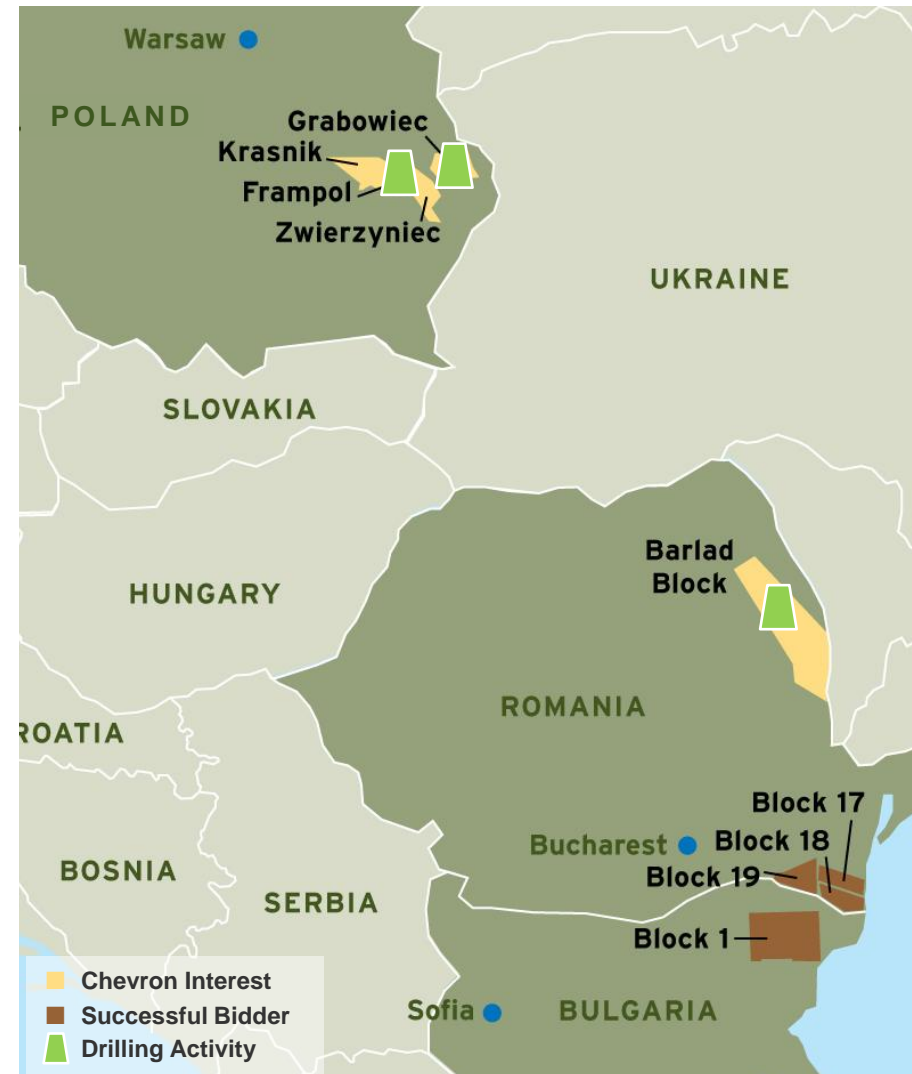 Warsaw
POLAND
Grabowiec
Krasnik
Frampol
Zwierzyniec
UKRAINE
SLOVAKIA
Barlad
Block
HUNGARY
ROMANIA
ROATIA
Block 17
Bucharest
Block 18
Block 19
BOSNIA
SERBIA
Block 1
Chevron Interest
Successful Bidder
Drilling Activity
Sofia
BULGARIA